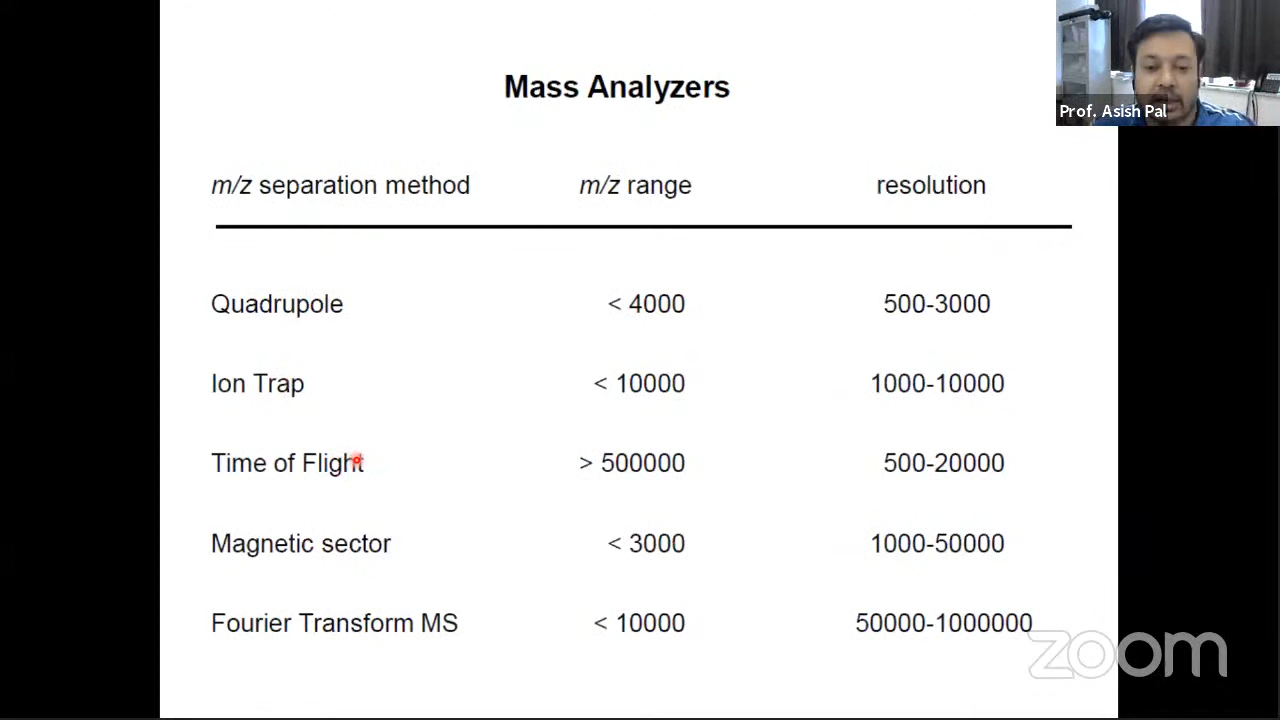 Mass Analyzers
Prof. Asish Pal
m/z separation method m/z range resolution
Quadrupole < 4000 500-3000
Ion Trap < 10000 1000-10000
Time of Flight > 500000 500-20000
Magnetic sector < 3000 1000-50000
Fourier Transform MS < 10000 50000-1000000
zoom